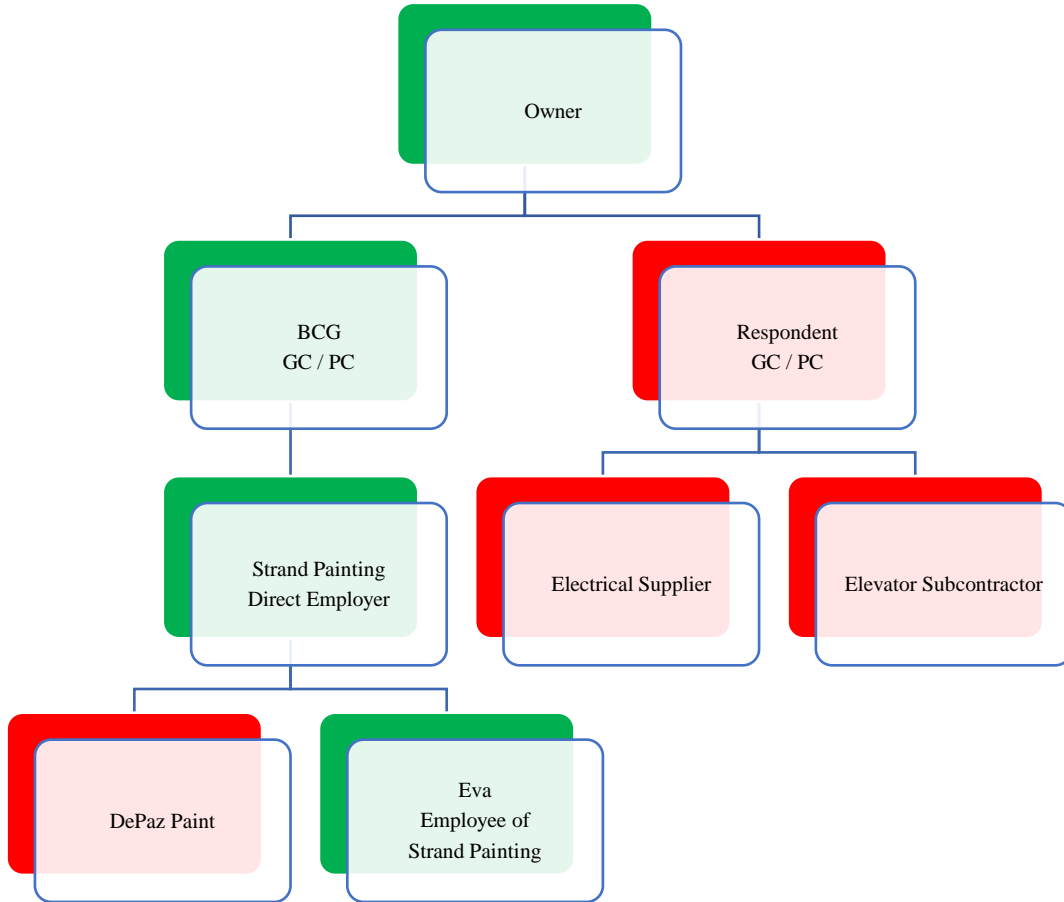 Owner
BCG
GC / PC
Respondent
GC / PC
Strand Painting
Direct Employer
Electrical Supplier
Elevator Subcontractor
DePaz Paint
Eva
Employee of
Strand Painting